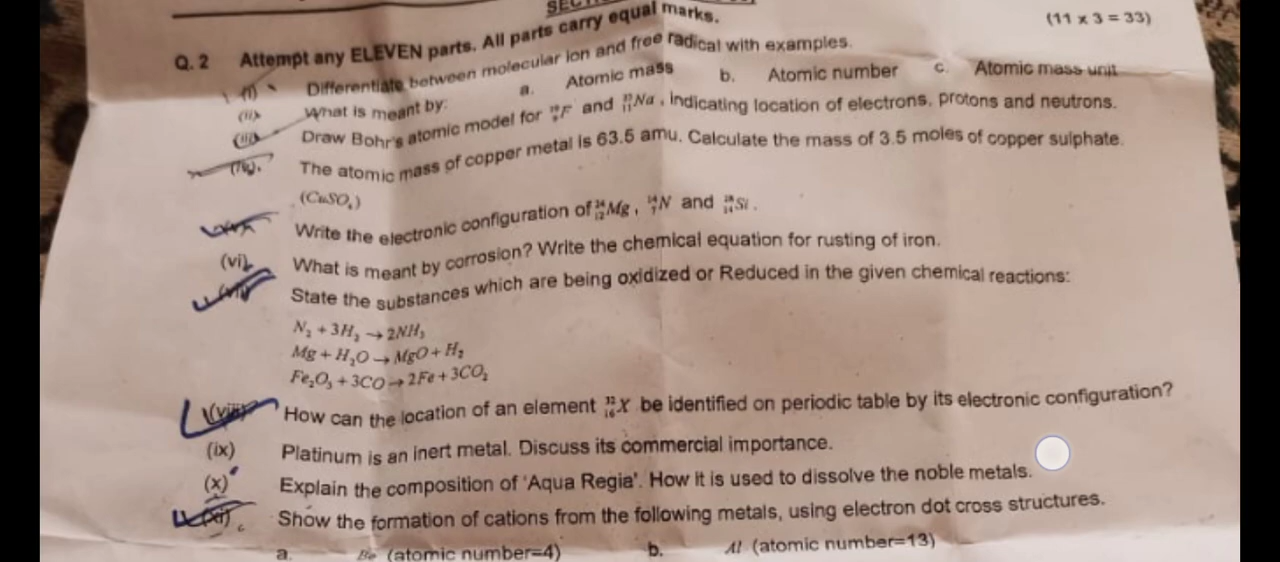 (11 x 3 = 33)
Q. 2 Attempt any ELEVEN parts. All parts carry equal marks.
(i) Differentiate between molecular ion and free radical with examples.
(ii) What is meant by: a. Atomic mass b. Atomic number c. Atomic mass unit
(iii) Draw Bohr's atomic model for F and ₁₁Na, indicating location of electrons, protons and neutrons.
(iv). The atomic mass of copper metal is 63.5 amu. Calculate the mass of 3.5 moles of copper sulphate.
(CuSO₄)
Write the electronic configuration of ²⁴₁₂Mg, ¹⁴₇N and ²⁸₁₄Si.
(vi) What is meant by corrosion? Write the chemical equation for rusting of iron.
(vii) State the substances which are being oxidized or Reduced in the given chemical reactions:
N₂ + 3H₂ → 2NH₃
Mg + H₂O → MgO + H₂
Fe₂O₃ + 3CO → 2Fe + 3CO₂
(viii) How can the location of an element ³²₁₆X be identified on periodic table by its electronic configuration?
(ix) Platinum is an inert metal. Discuss its commercial importance.
(x) Explain the composition of 'Aqua Regia'. How it is used to dissolve the noble metals.
(xi) Show the formation of cations from the following metals, using electron dot cross structures.
a. Be (atomic number=4) b. Al (atomic number=13)